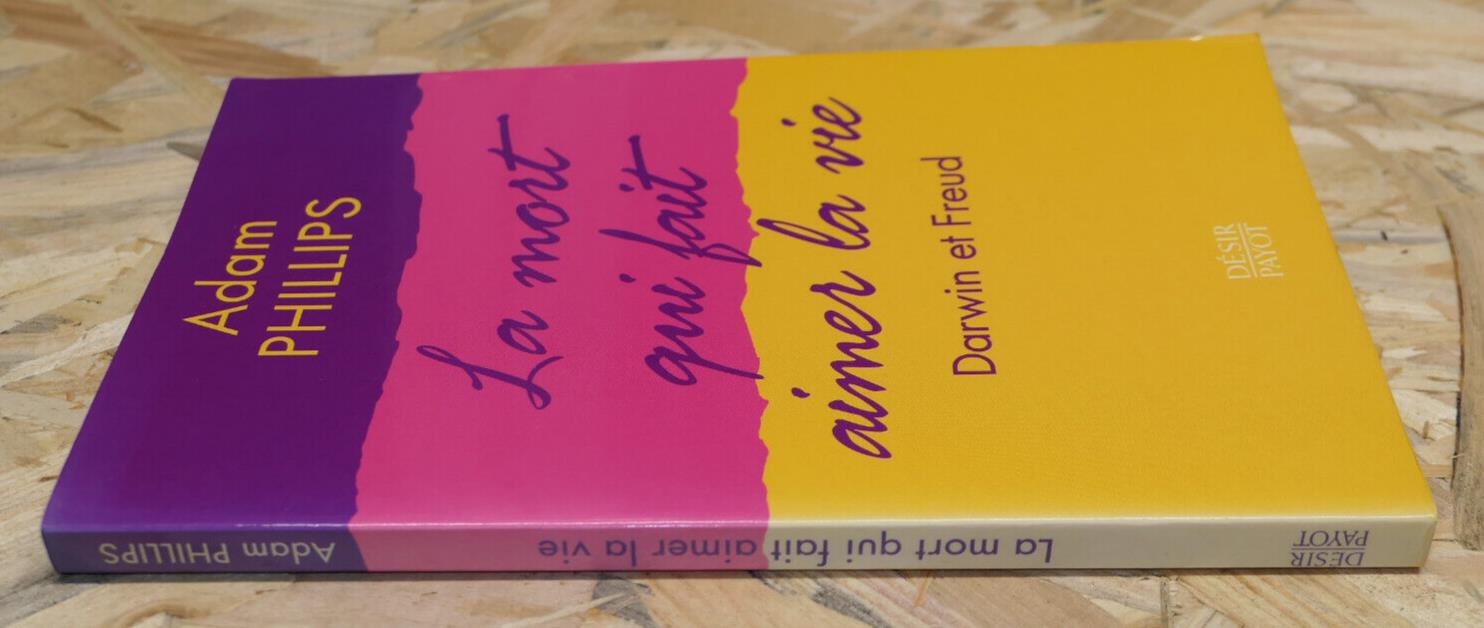 Adam
PHILLIPS
La mort
qui fait
aimer la vie
Darwin et Freud
DÉSIR
PAYOT
DÉSIR
PAYOT
La mort qui fait aimer la vie
Adam PHILLIPS